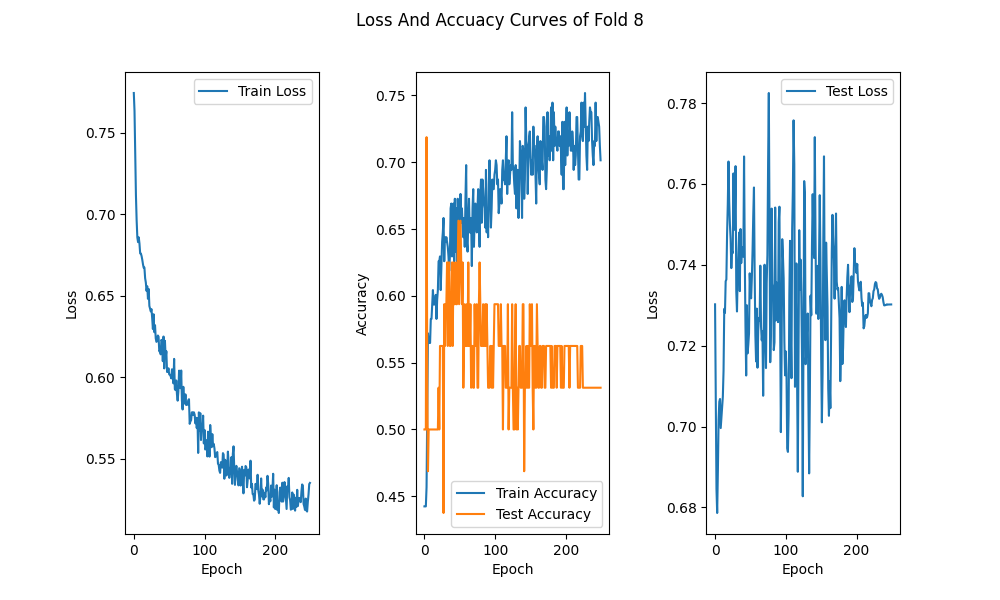 Loss And Accuacy Curves of Fold 8
Train Loss
0.75
0.70
0.65
0.60
0.55
Loss
0
100
200
Epoch
0.75
0.70
0.65
0.60
0.55
0.50
0.45
Accuracy
Train Accuracy
Test Accuracy
0
100
200
Epoch
Test Loss
0.78
0.76
0.74
0.72
0.70
0.68
Loss
0
100
200
Epoch